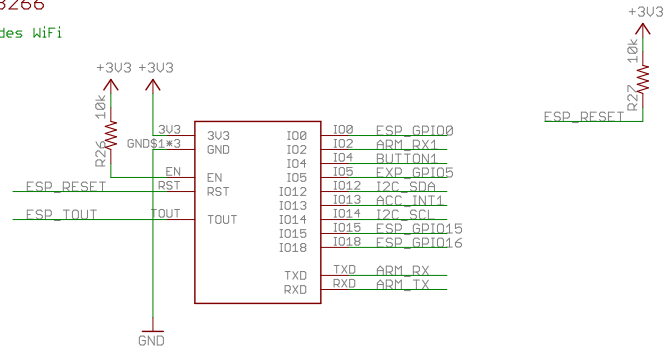 8266
des WiFi
+3V3
10k
R27
ESP_RESET
+3V3 +3V3
10k
R26
3V3
GND$1*3
EN
ESP_RESET RST
ESP_TOUT TOUT
3V3 IO0
GND IO2
IO4
EN IO5
RST IO12
IO13
TOUT IO14
IO15
IO18
TXD
RXD
IO0 ESP_GPIO0
IO2 ARM_RX1
IO4 BUTTON1
IO5 EXP_GPIO5
IO12 I2C_SDA
IO13 ACC_INT1
IO14 I2C_SCL
IO15 ESP_GPIO15
IO18 ESP_GPIO16
TXD ARM_RX
RXD ARM_TX
GND